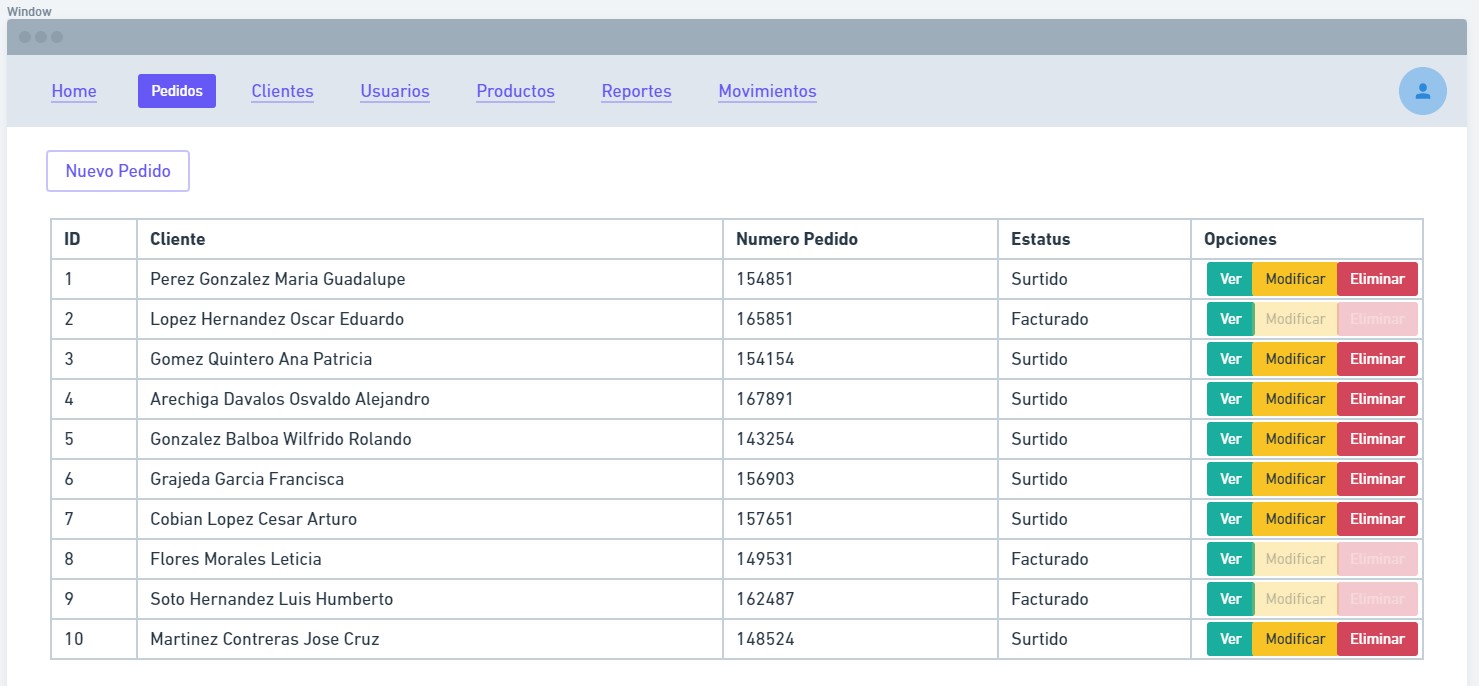 Window
Home Pedidos Clientes Usuarios Productos Reportes Movimientos
Nuevo Pedido
ID Cliente Numero Pedido Estatus Opciones
1 Perez Gonzalez Maria Guadalupe 154851 Surtido Ver Modificar Eliminar
2 Lopez Hernandez Oscar Eduardo 165851 Facturado Ver Modificar Eliminar
3 Gomez Quintero Ana Patricia 154154 Surtido Ver Modificar Eliminar
4 Arechiga Davalos Osvaldo Alejandro 167891 Surtido Ver Modificar Eliminar
5 Gonzalez Balboa Wilfrido Rolando 143254 Surtido Ver Modificar Eliminar
6 Grajeda Garcia Francisca 156903 Surtido Ver Modificar Eliminar
7 Cobian Lopez Cesar Arturo 157651 Surtido Ver Modificar Eliminar
8 Flores Morales Leticia 149531 Facturado Ver Modificar Eliminar
9 Soto Hernandez Luis Humberto 162487 Facturado Ver Modificar Eliminar
10 Martinez Contreras Jose Cruz 148524 Surtido Ver Modificar Eliminar